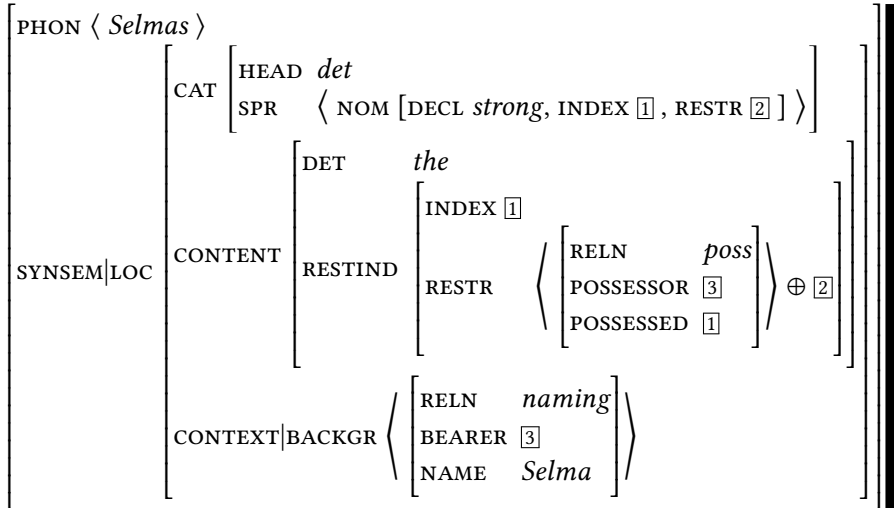 PHON ⟨ Selmas ⟩
HEAD det
CAT
SPR ⟨ NOM [DECL strong, INDEX 1 , RESTR 2 ] ⟩
DET the
INDEX 1
CONTENT
RESTIND
RELN poss
SYNSEM|LOC
RESTR ⟨ POSSESSOR 3 ⟩ ⊕ 2
POSSESSED 1
RELN naming
CONTEXT|BACKGR ⟨ BEARER 3 ⟩
NAME Selma